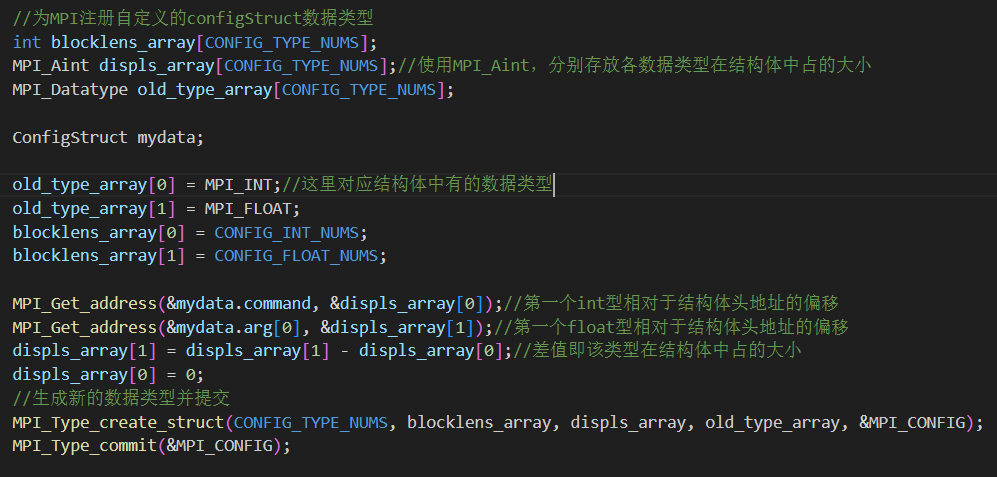 //为MPI注册自定义的configStruct数据类型
int blocklens_array[CONFIG_TYPE_NUMS];
MPI_Aint displs_array[CONFIG_TYPE_NUMS];//使用MPI_Aint，分别存放各数据类型在结构体中占的大小
MPI_Datatype old_type_array[CONFIG_TYPE_NUMS];
ConfigStruct mydata;
old_type_array[0] = MPI_INT;//这里对应结构体中有的数据类型
old_type_array[1] = MPI_FLOAT;
blocklens_array[0] = CONFIG_INT_NUMS;
blocklens_array[1] = CONFIG_FLOAT_NUMS;
MPI_Get_address(&mydata.command, &displs_array[0]);//第一个int型相对于结构体头地址的偏移
MPI_Get_address(&mydata.arg[0], &displs_array[1]);//第一个float型相对于结构体头地址的偏移
displs_array[1] = displs_array[1] - displs_array[0];//差值即该类型在结构体中占的大小
displs_array[0] = 0;
//生成新的数据类型并提交
MPI_Type_create_struct(CONFIG_TYPE_NUMS, blocklens_array, displs_array, old_type_array, &MPI_CONFIG);
MPI_Type_commit(&MPI_CONFIG);